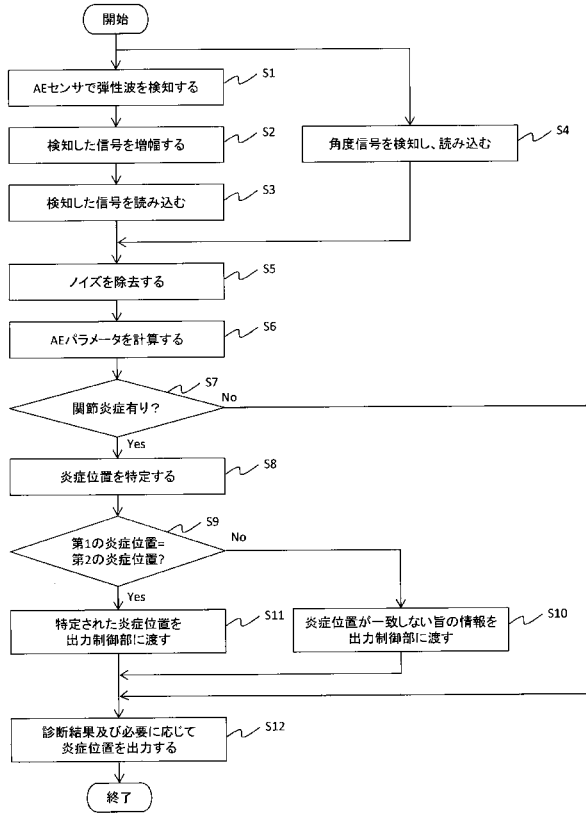 開始
AEセンサで弾性波を検知する
S1
検知した信号を増幅する
S2
角度信号を検知し、読み込む
S4
検知した信号を読み込む
S3
ノイズを除去する
S5
AEパラメータを計算する
S6
関節炎症有り?
S7
No
Yes
炎症位置を特定する
S8
第1の炎症位置=
第2の炎症位置?
S9
No
Yes
特定された炎症位置を
出力制御部に渡す
S11
炎症位置が一致しない旨の情報を
出力制御部に渡す
S10
診断結果及び必要に応じて
炎症位置を出力する
S12
終了